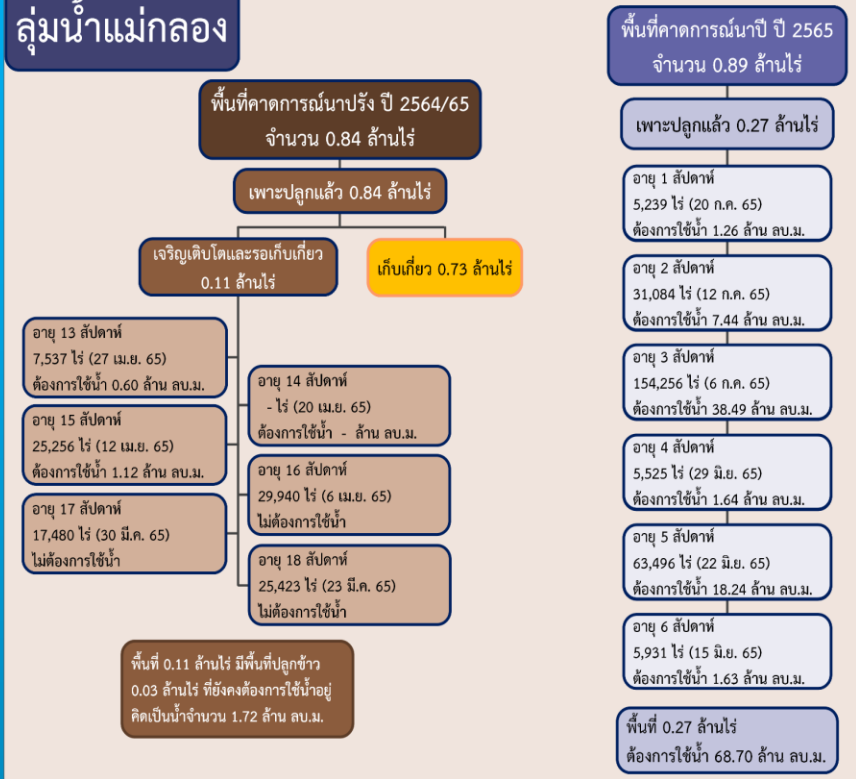 ลุ่มน้ำแม่กลอง
พื้นที่คาดการณ์นาปรัง ปี 2564/65
จำนวน 0.84 ล้านไร่
เพาะปลูกแล้ว 0.84 ล้านไร่
เจริญเติบโตและรอเก็บเกี่ยว
0.11 ล้านไร่
เก็บเกี่ยว 0.73 ล้านไร่
อายุ 13 สัปดาห์
7,537 ไร่ (27 เม.ย. 65)
ต้องการใช้น้ำ 0.60 ล้าน ลบ.ม.
อายุ 14 สัปดาห์
- ไร่ (20 เม.ย. 65)
ต้องการใช้น้ำ - ล้าน ลบ.ม.
อายุ 15 สัปดาห์
25,256 ไร่ (12 เม.ย. 65)
ต้องการใช้น้ำ 1.12 ล้าน ลบ.ม.
อายุ 16 สัปดาห์
29,940 ไร่ (6 เม.ย. 65)
ไม่ต้องการใช้น้ำ
อายุ 17 สัปดาห์
17,480 ไร่ (30 มี.ค. 65)
ไม่ต้องการใช้น้ำ
อายุ 18 สัปดาห์
25,423 ไร่ (23 มี.ค. 65)
ไม่ต้องการใช้น้ำ
พื้นที่ 0.11 ล้านไร่ มีพื้นที่ปลูกข้าว
0.03 ล้านไร่ ที่ยังคงต้องการใช้น้ำอยู่
คิดเป็นน้ำจำนวน 1.72 ล้าน ลบ.ม.
พื้นที่คาดการณ์นาปี ปี 2565
จำนวน 0.89 ล้านไร่
เพาะปลูกแล้ว 0.27 ล้านไร่
อายุ 1 สัปดาห์
5,239 ไร่ (20 ก.ค. 65)
ต้องการใช้น้ำ 1.26 ล้าน ลบ.ม.
อายุ 2 สัปดาห์
31,084 ไร่ (12 ก.ค. 65)
ต้องการใช้น้ำ 7.44 ล้าน ลบ.ม.
อายุ 3 สัปดาห์
154,256 ไร่ (6 ก.ค. 65)
ต้องการใช้น้ำ 38.49 ล้าน ลบ.ม.
อายุ 4 สัปดาห์
5,525 ไร่ (29 มิ.ย. 65)
ต้องการใช้น้ำ 1.64 ล้าน ลบ.ม.
อายุ 5 สัปดาห์
63,496 ไร่ (22 มิ.ย. 65)
ต้องการใช้น้ำ 18.24 ล้าน ลบ.ม.
อายุ 6 สัปดาห์
5,931 ไร่ (15 มิ.ย. 65)
ต้องการใช้น้ำ 1.63 ล้าน ลบ.ม.
พื้นที่ 0.27 ล้านไร่
ต้องการใช้น้ำ 68.70 ล้าน ลบ.ม.